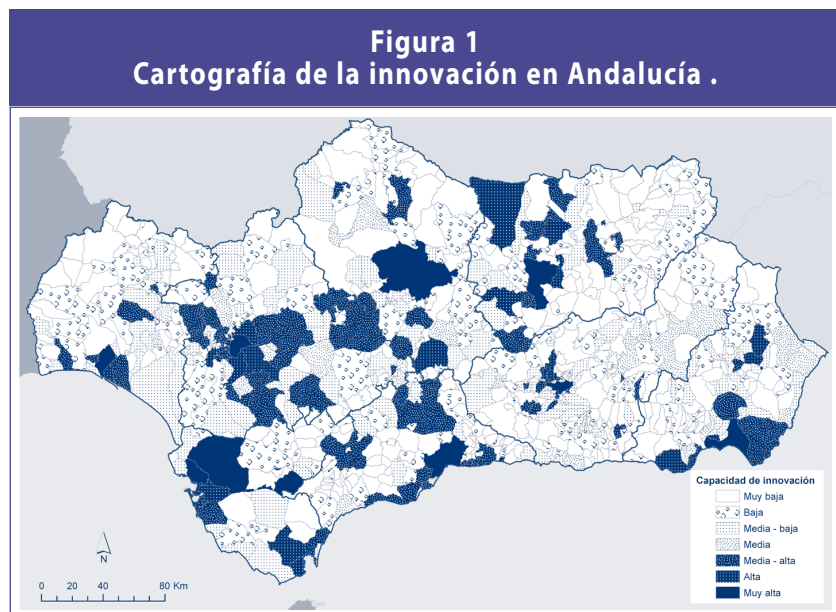 Figura 1
Cartografía de la innovación en Andalucía .
Capacidad de innovación
Muy baja
Baja
Media - baja
Media
Media - alta
Alta
Muy alta
N
0 20 40 80 Km